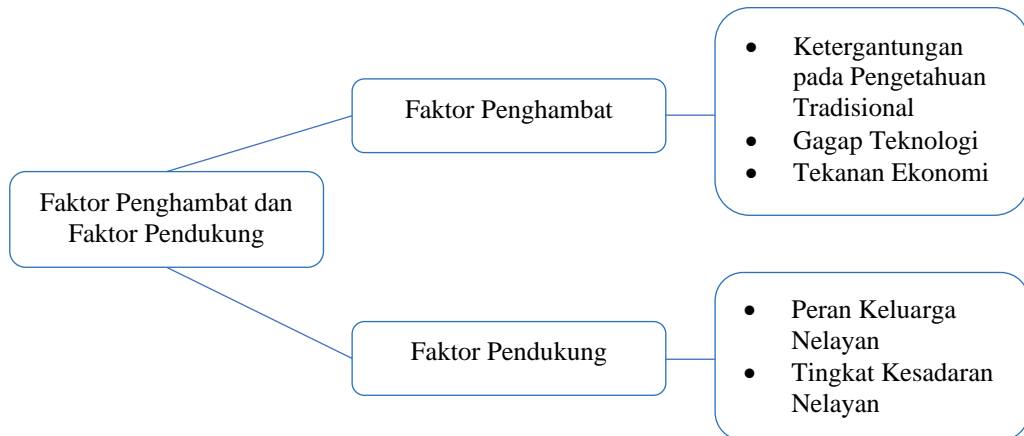 Faktor Penghambat dan
Faktor Pendukung
Faktor Penghambat
• Ketergantungan
pada Pengetahuan
Tradisional
• Gagap Teknologi
• Tekanan Ekonomi
Faktor Pendukung
• Peran Keluarga
Nelayan
• Tingkat Kesadaran
Nelayan